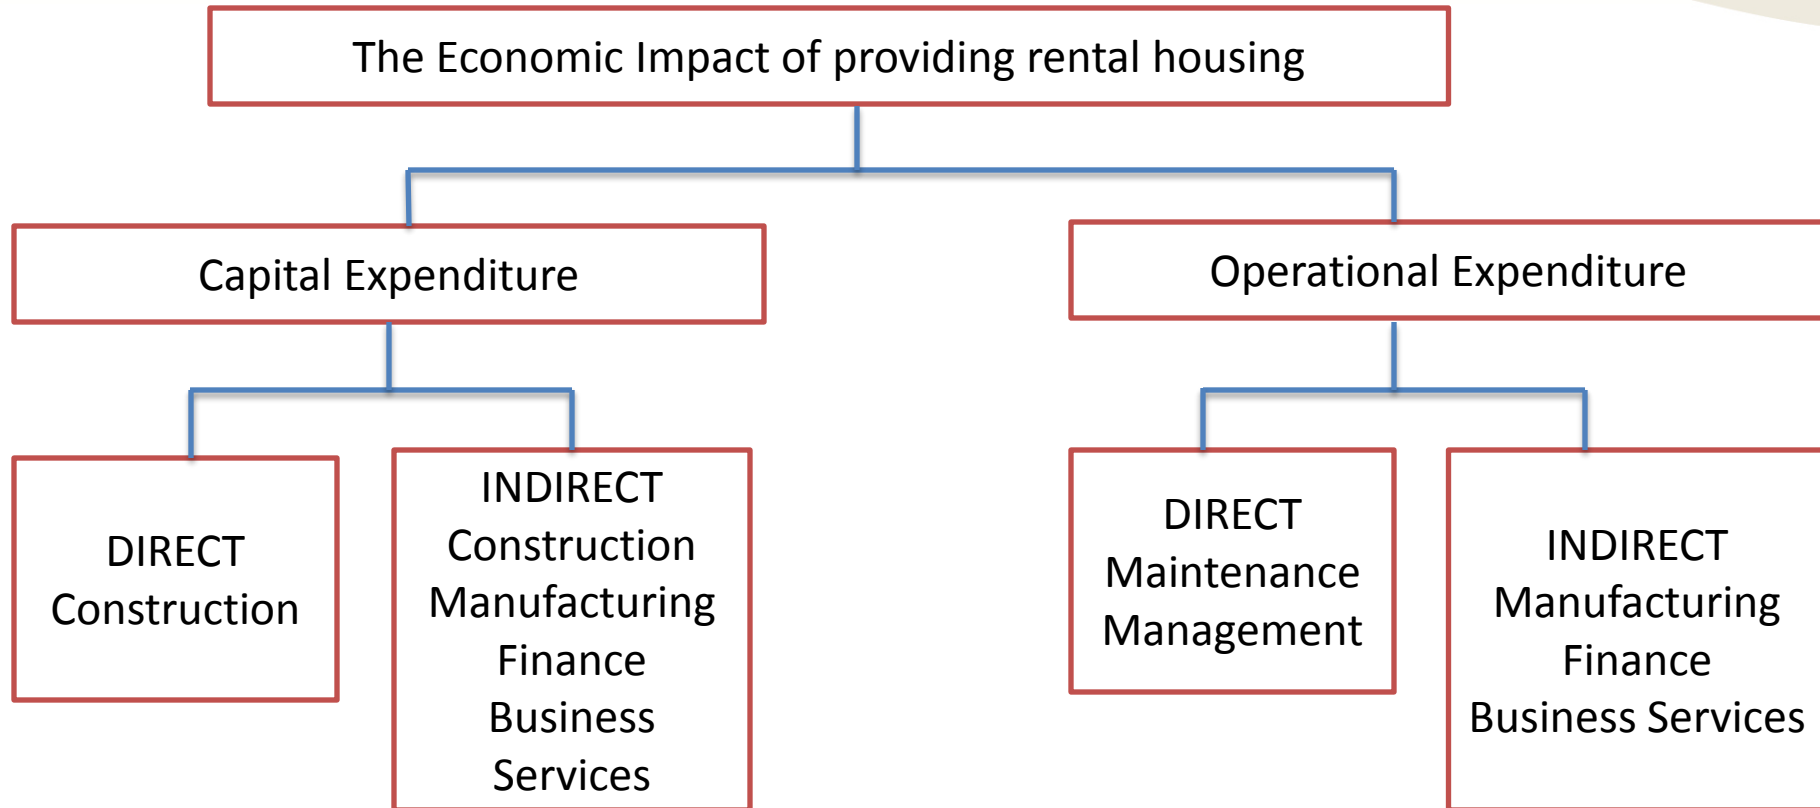 The Economic Impact of providing rental housing
Capital Expenditure
Operational Expenditure
DIRECT
Construction
INDIRECT
Construction
Manufacturing
Finance
Business
Services
DIRECT
Maintenance
Management
INDIRECT
Manufacturing
Finance
Business Services